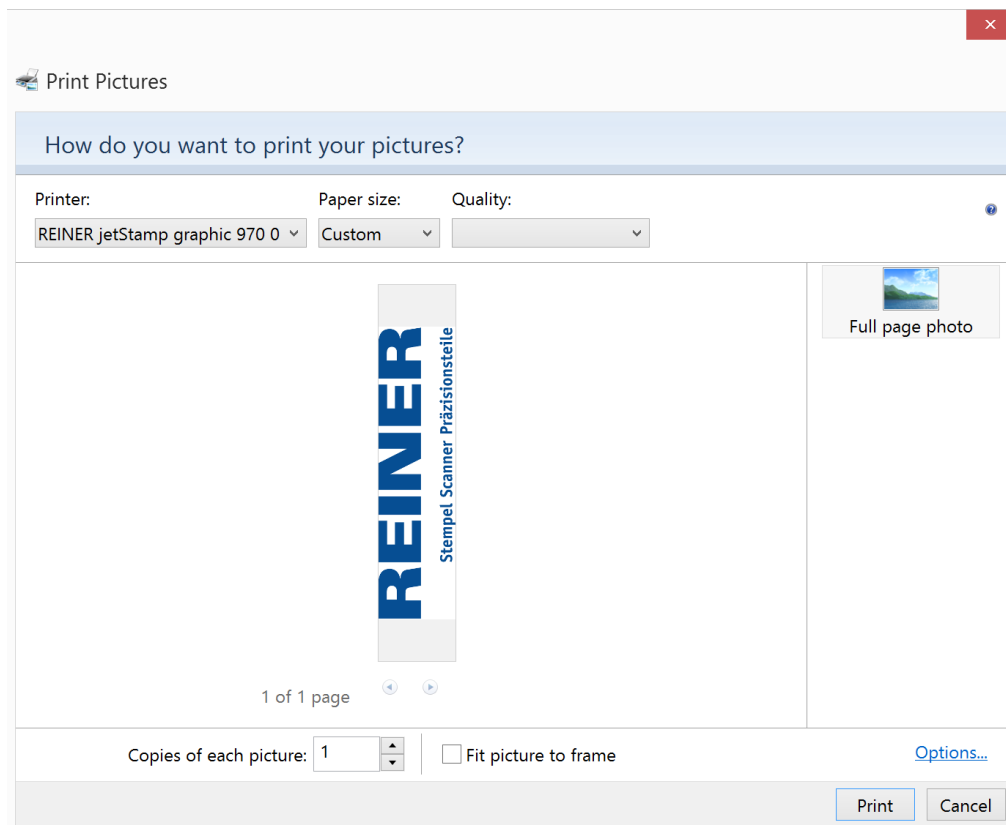 Print Pictures
How do you want to print your pictures?
Printer:
Paper size:
Quality:
REINER jetStamp graphic 970 0
Custom
Full page photo
REINER
Stempel Scanner Präzisionsteile
1 of 1 page
Copies of each picture:
1
Fit picture to frame
Options...
Print
Cancel